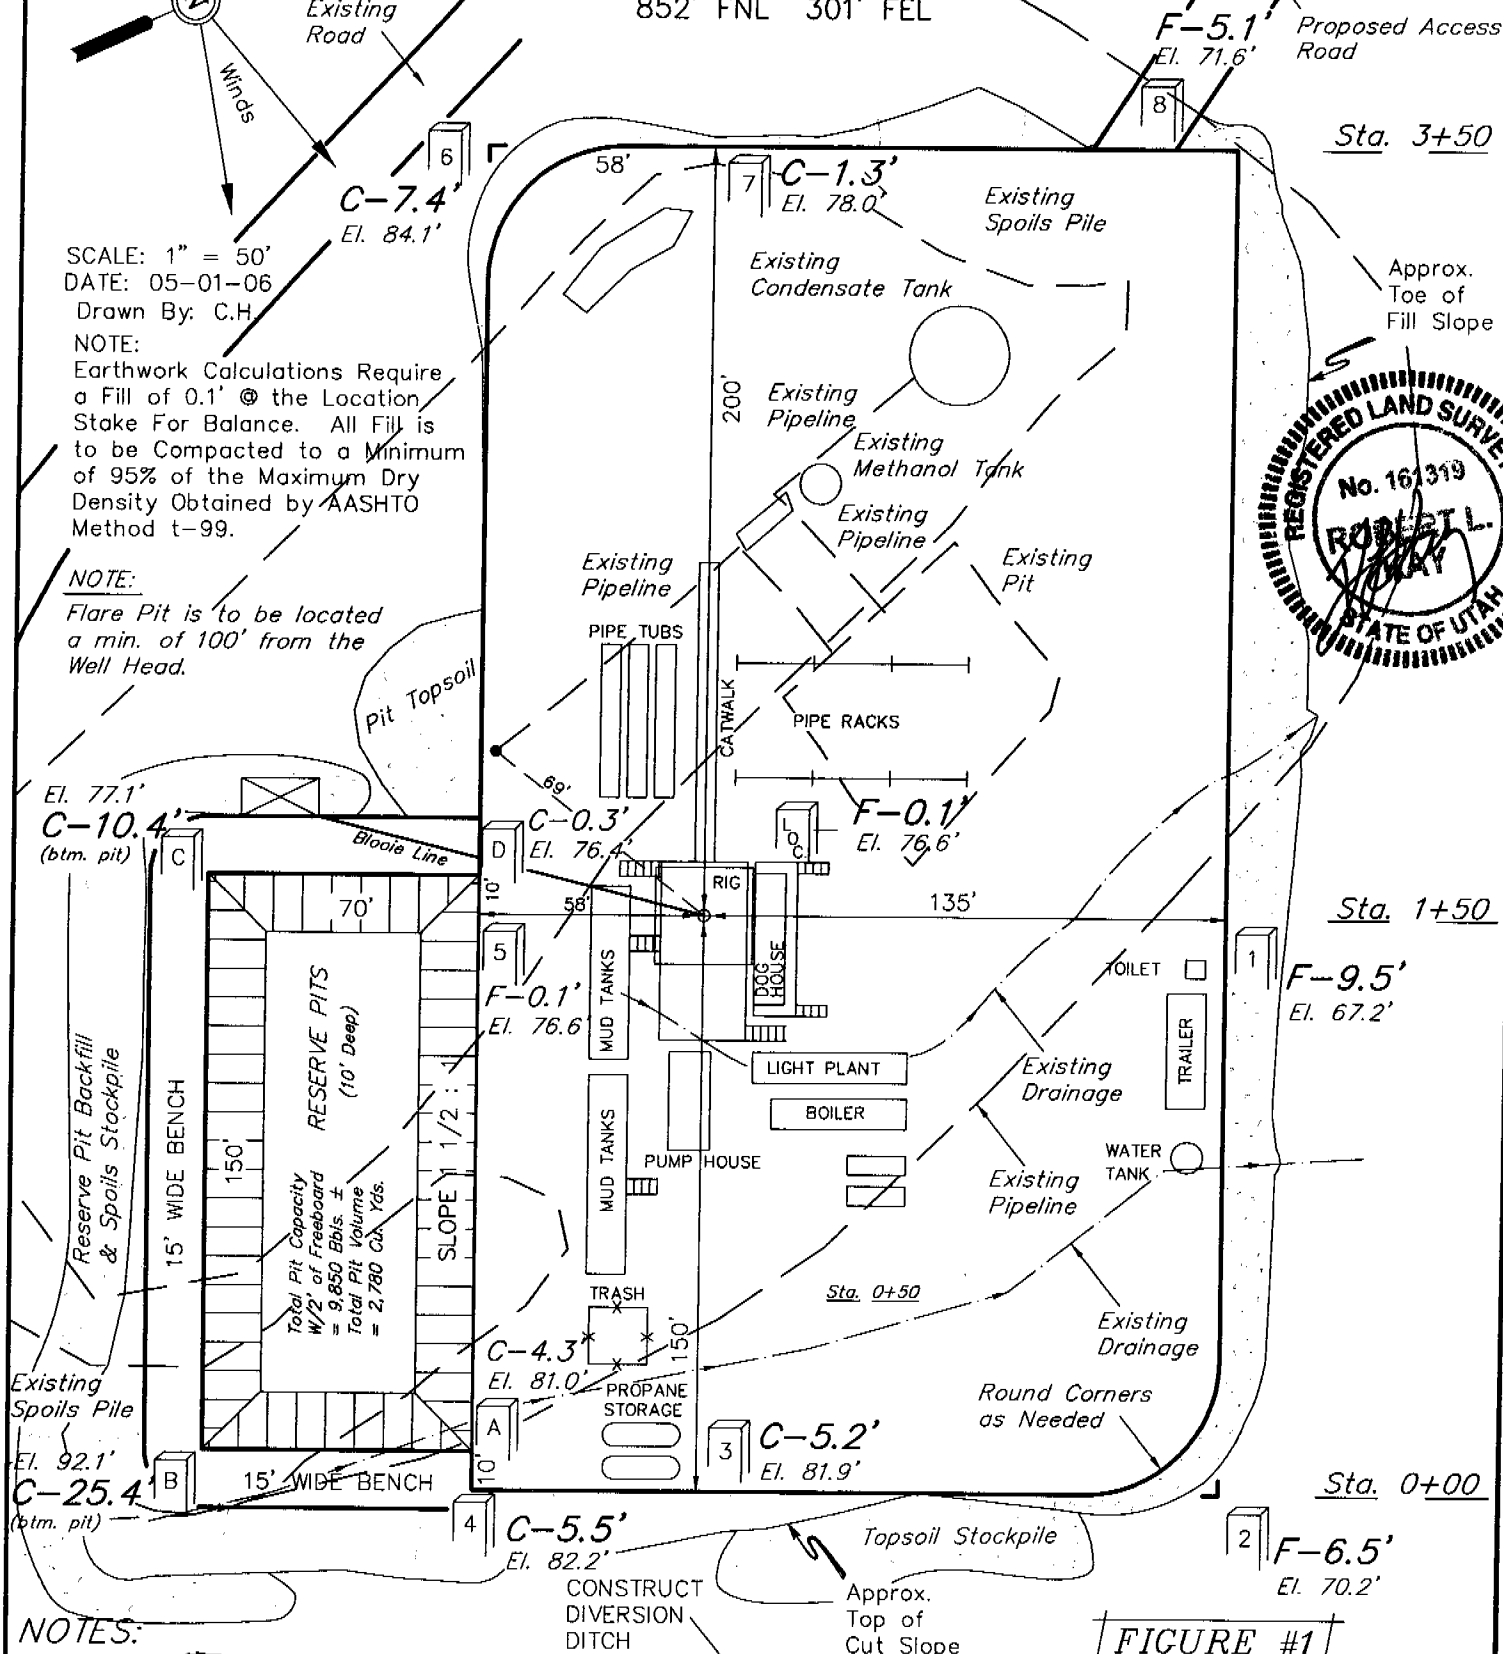 852' FNL 301' FEL
Existing
Road
Winds
F-5.1'
El. 71.6'
Proposed Access
Road
8
Sta. 3+50
6
C-7.4'
El. 84.1'
58'
7
C-1.3'
El. 78.0'
Existing
Spoils Pile
SCALE: 1" = 50'
DATE: 05-01-06
Drawn By: C.H.
NOTE:
Earthwork Calculations Require
a Fill of 0.1' @ the Location
Stake For Balance. All Fill is
to be Compacted to a Minimum
of 95% of the Maximum Dry
Density Obtained by AASHTO
Method t-99.
Existing
Condensate Tank
Approx.
Toe of
Fill Slope
200'
Existing
Pipeline
Existing
Methanol Tank
Existing
Pipeline
REGISTERED LAND
No. 161319
ROBERT L.
STATE OF UTAH
NOTE:
Flare Pit is to be located
a min. of 100' from the
Well Head.
Existing
Pipeline
Existing
Pit
PIPE TUBS
Pit Topsoil
CATWALK
PIPE RACKS
69'
El. 77.1'
C-10.4'
(btm. pit)
C
Blooie Line
D
C-0.3'
El. 76.4'
LOC.
F-0.1'
El. 76.6'
RIG
10'
58'
135'
Sta. 1+50
70'
5
F-0.1'
El. 76.6'
MUD TANKS
DOG
HOUSE
TOILET
1
F-9.5'
El. 67.2'
RESERVE PITS
(10' Deep)
Reserve Pit Backfill
& Spoils Stockpile
15' WIDE BENCH
150'
SLOPE 1 1/2 : 1
LIGHT PLANT
Existing
Drainage
TRAILER
BOILER
MUD TANKS
PUMP HOUSE
WATER
TANK
Existing
Pipeline
Total Pit Capacity
W/2' of Freeboard
= 9,850 Bbls. ±
Total Pit Volume
= 2,780 Cu. Yds.
TRASH
Sta. 0+50
150'
Existing
Drainage
C-4.3'
El. 81.0'
Existing
Spoils Pile
A
PROPANE
STORAGE
Round Corners
as Needed
El. 92.1'
C-25.4'
(btm. pit)
B
15' WIDE BENCH
10'
3
C-5.2'
El. 81.9'
Sta. 0+00
4
C-5.5'
El. 82.2'
Topsoil Stockpile
2
F-6.5'
El. 70.2'
CONSTRUCT
DIVERSION
DITCH
Approx.
Top of
Cut Slope
NOTES:
FIGURE #1